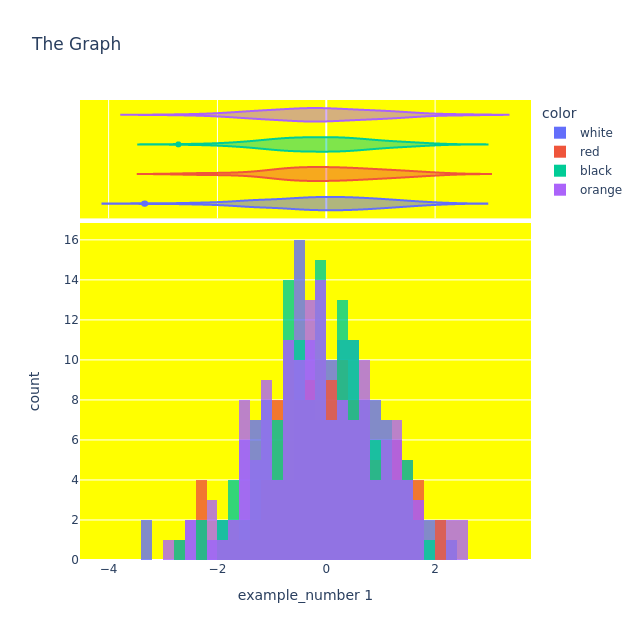 The Graph
color
white
red
black
orange
16
14
12
10
8
6
4
2
0
count
−4
−2
0
2
example_number 1